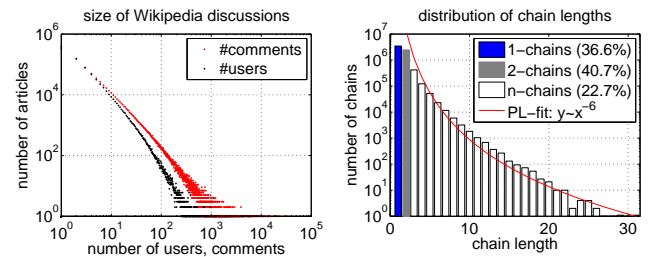 size of Wikipedia discussions
10^6
10^4
10^2
10^0
number of articles
#comments
#users
10^0 10^1 10^2 10^3 10^4 10^5
number of users, comments
distribution of chain lengths
10^7
10^6
10^5
10^4
10^3
10^2
10^1
10^0
number of chains
1−chains (36.6%)
2−chains (40.7%)
n−chains (22.7%)
PL−fit: y~x^−6
0 10 20 30
chain length